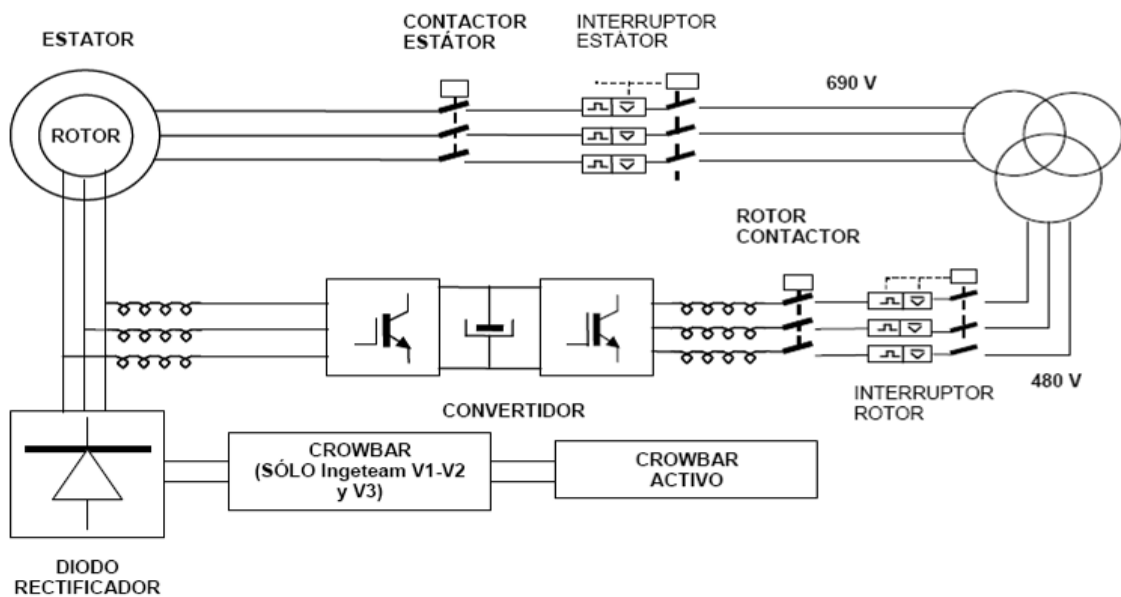 ESTATOR
CONTACTOR
ESTÁTOR
INTERRUPTOR
ESTÀTOR
690 V
ROTOR
ROTOR
CONTACTOR
480 V
INTERRUPTOR
ROTOR
CONVERTIDOR
CROWBAR
(SÓLO Ingeteam V1-V2
y V3)
CROWBAR
ACTIVO
DIODO
RECTIFICADOR